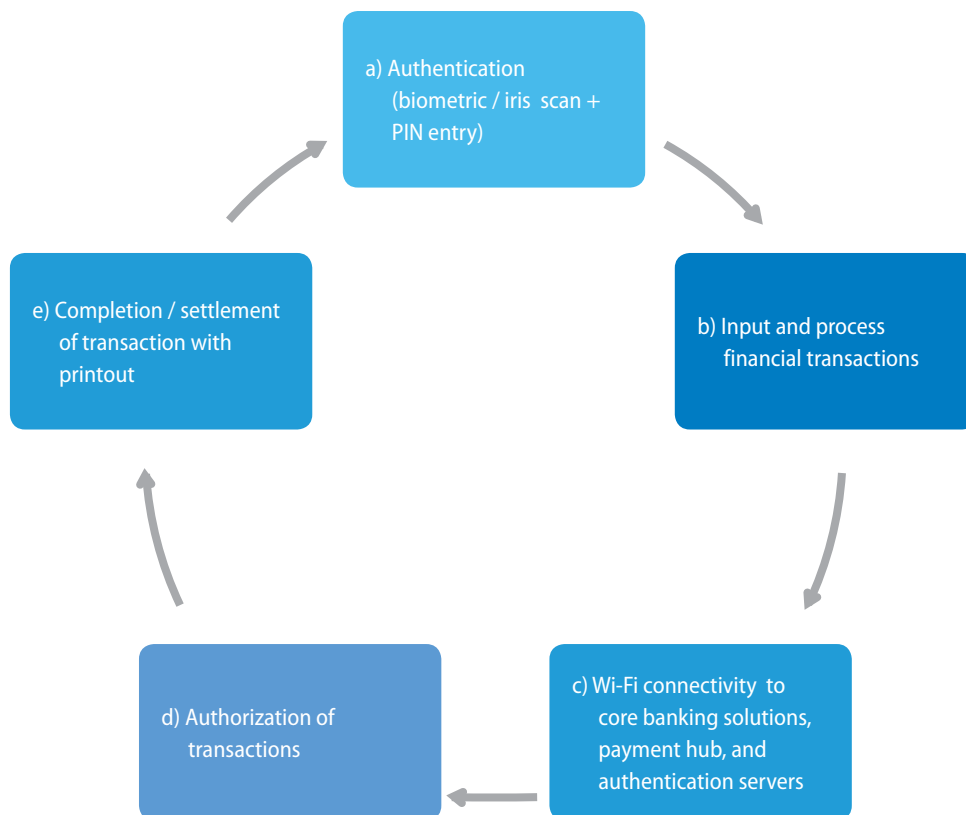 a) Authentication
(biometric / iris scan +
PIN entry)
b) Input and process
financial transactions
c) Wi-Fi connectivity to
core banking solutions,
payment hub, and
authentication servers
d) Authorization of
transactions
e) Completion / settlement
of transaction with
printout